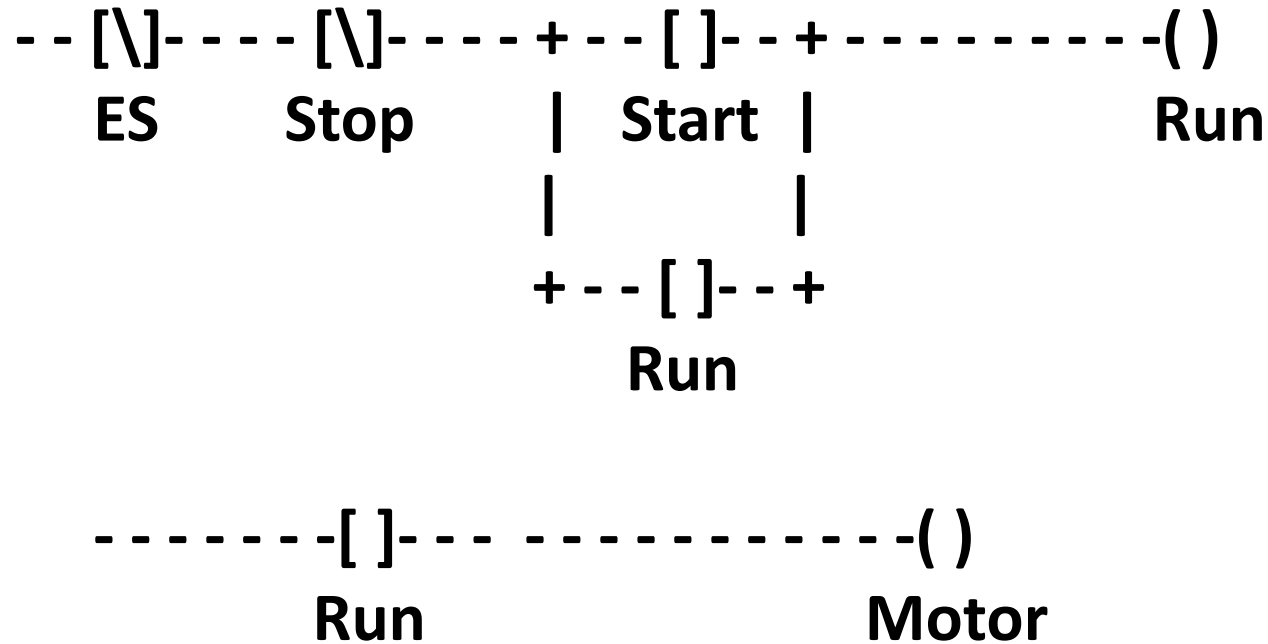 --[\]----[\]----+--[ ]--+---------( )
ES Stop | Start | Run
| |
+--[ ]--+
Run
-------[ ]--- -----------( )
Run Motor